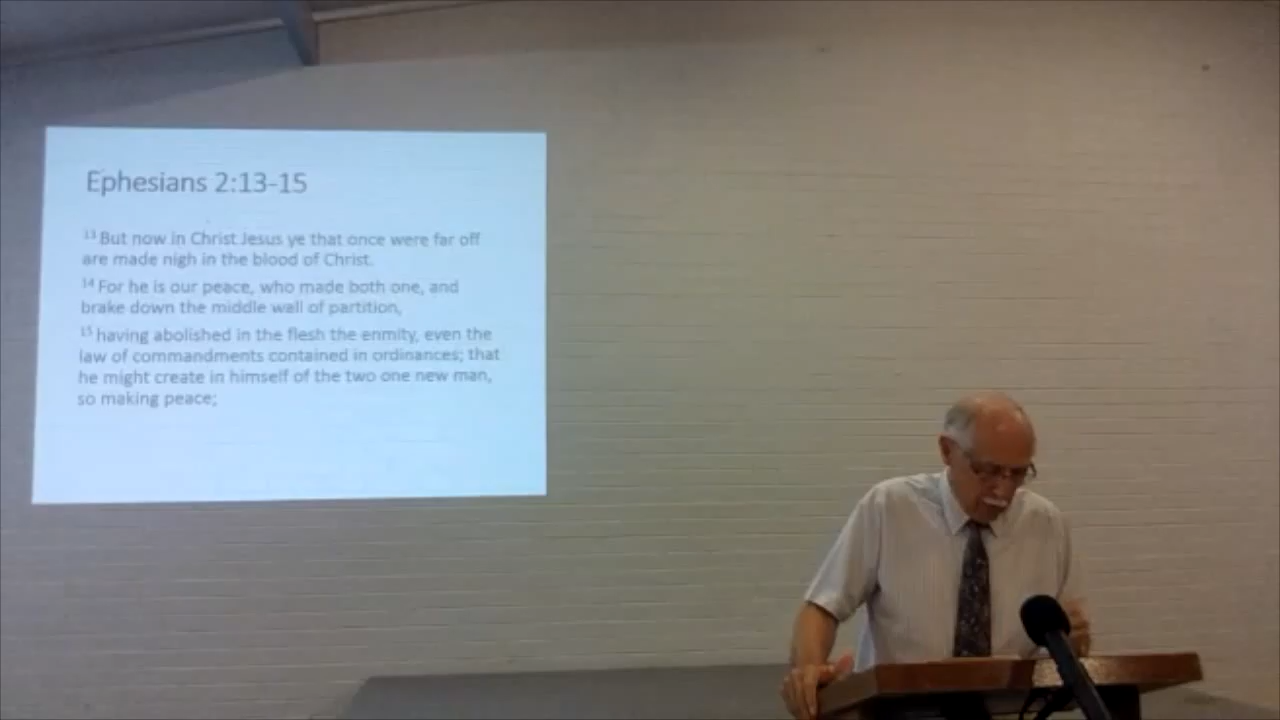 Ephesians 2:13-15
13 But now in Christ Jesus ye that once were far off
are made nigh in the blood of Christ.
14 For he is our peace, who made both one, and
brake down the middle wall of partition,
15 having abolished in the flesh the enmity, even the
law of commandments contained in ordinances; that
he might create in himself of the two one new man,
so making peace;